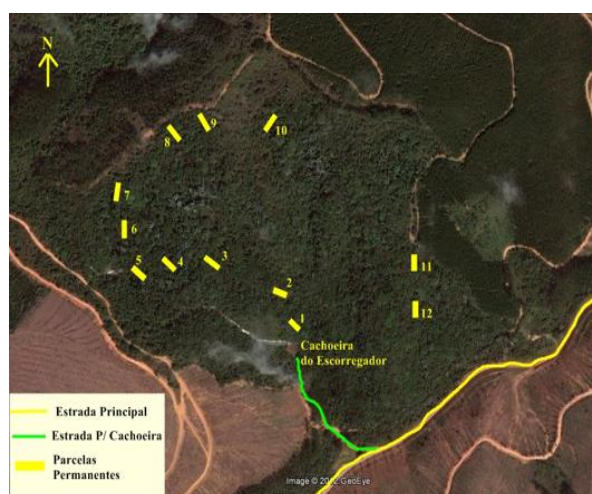 N
9
8
10
7
6
5
4
3
2
11
1
12
Cachoeira
do Escorregador
Estrada Principal
Estrada P/ Cachoeira
Parcelas
Permanentes
Image © 2012 GeoEye